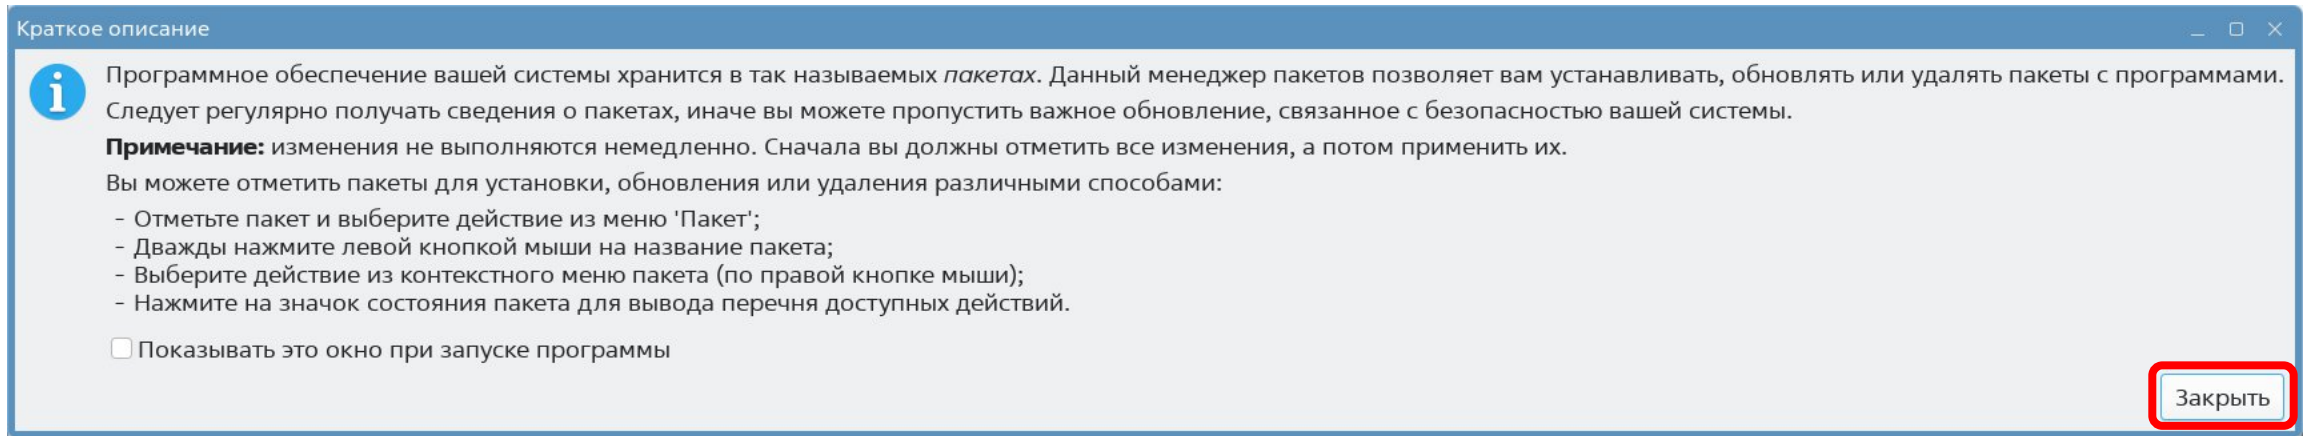 Краткое описание
Программное обеспечение вашей системы хранится в так называемых пакетах. Данный менеджер пакетов позволяет вам устанавливать, обновлять или удалять пакеты с программами.
Следует регулярно получать сведения о пакетах, иначе вы можете пропустить важное обновление, связанное с безопасностью вашей системы.
Примечание: изменения не выполняются немедленно. Сначала вы должны отметить все изменения, а потом применить их.
Вы можете отметить пакеты для установки, обновления или удаления различными способами:
- Отметьте пакет и выберите действие из меню 'Пакет';
- Дважды нажмите левой кнопкой мыши на название пакета;
- Выберите действие из контекстного меню пакета (по правой кнопке мыши);
- Нажмите на значок состояния пакета для вывода перечня доступных действий.
Показывать это окно при запуске программы
Закрыть